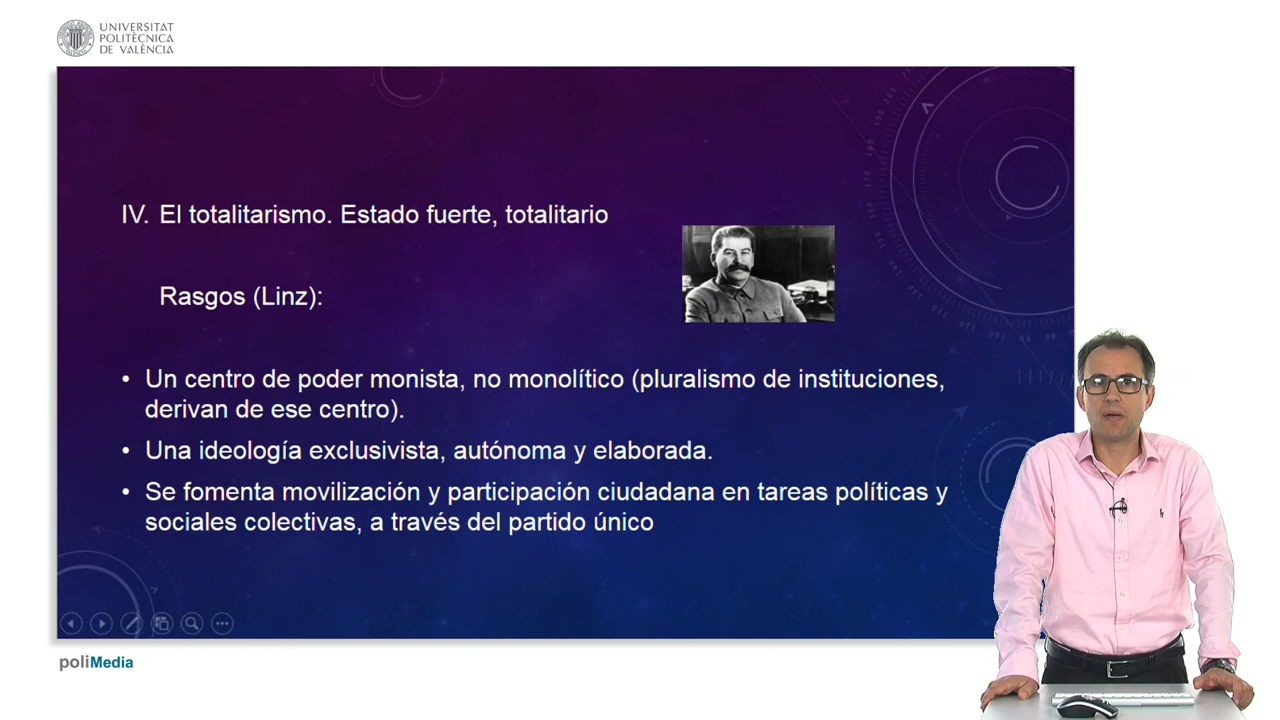 UNIVERSITAT
POLITÈCNICA
DE VALÈNCIA
IV. El totalitarismo. Estado fuerte, totalitario
Rasgos (Linz):
• Un centro de poder monista, no monolítico (pluralismo de instituciones,
derivan de ese centro).
• Una ideología exclusivista, autónoma y elaborada.
• Se fomenta movilización y participación ciudadana en tareas políticas y
sociales colectivas, a través del partido único
poliMedia